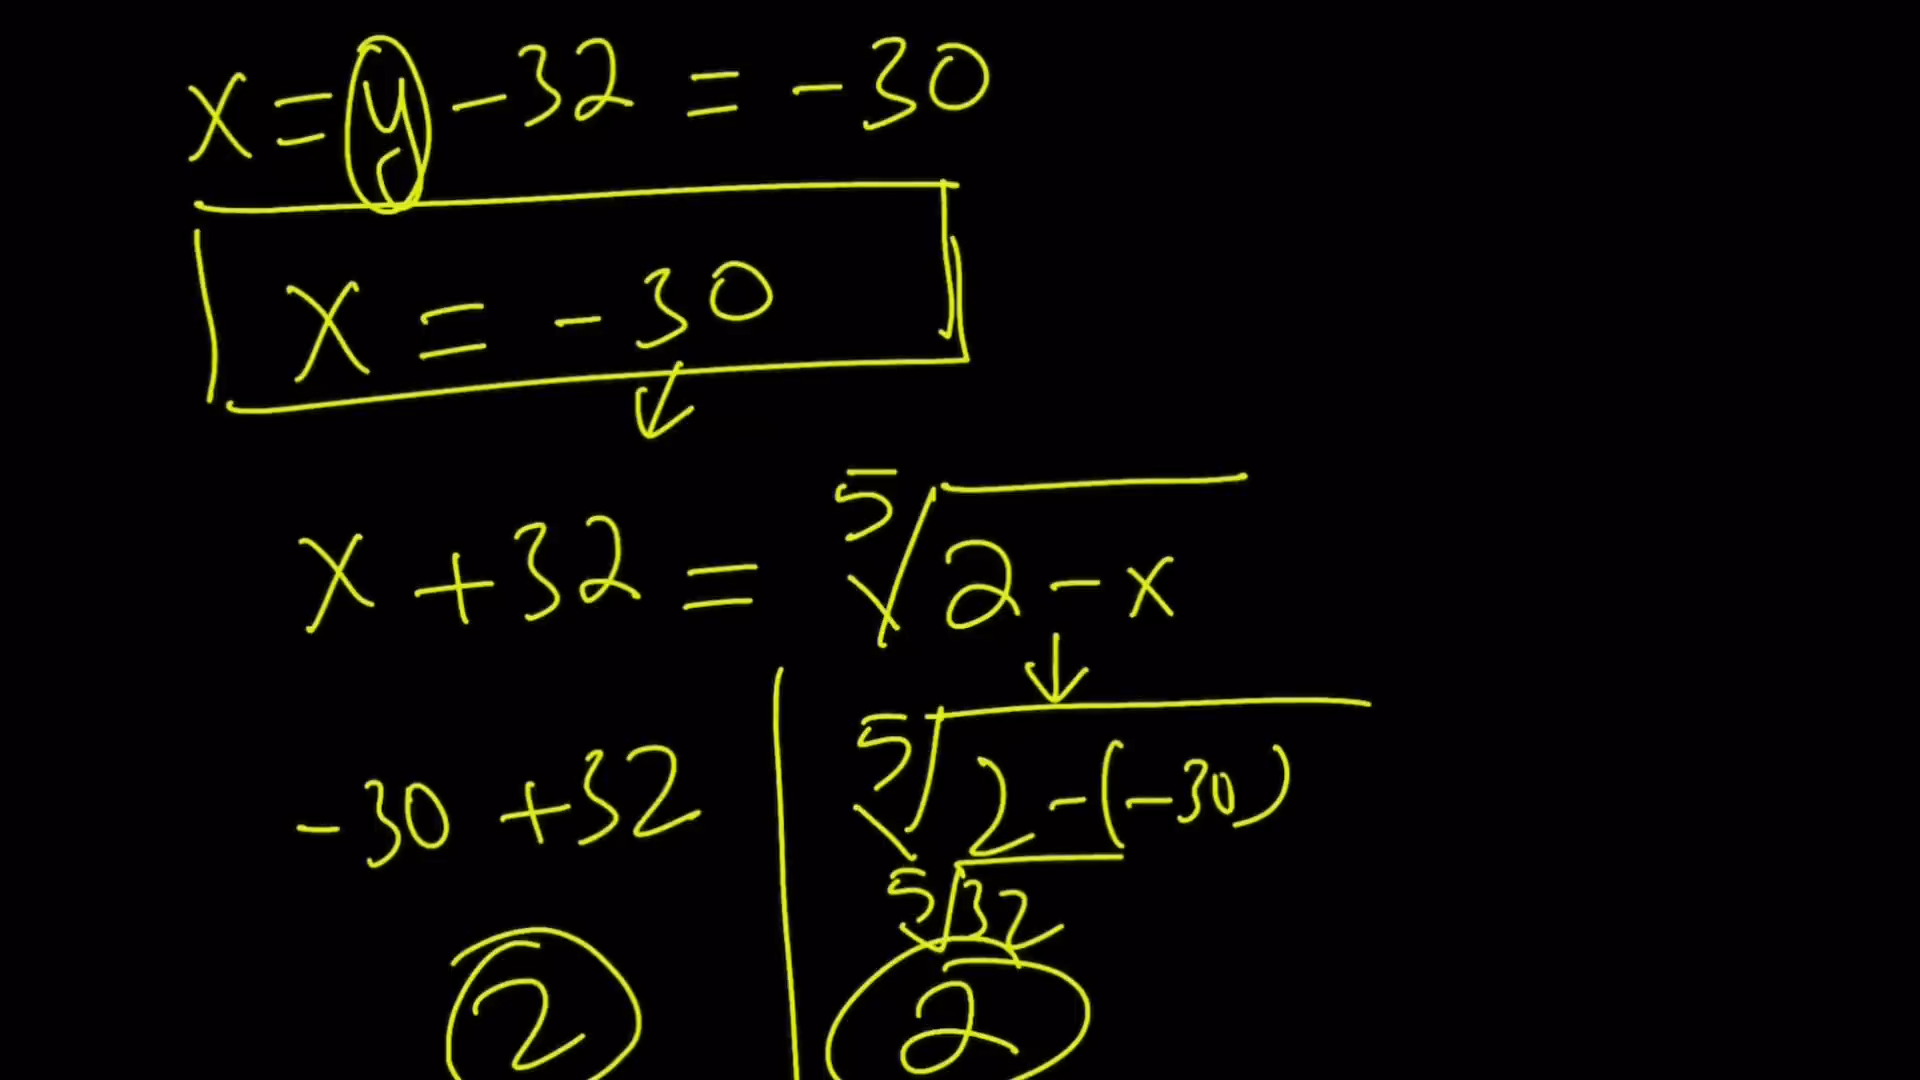 x = y - 32 = -30
x = -30
x + 32 = ⁵√(2 - x)
-30 + 32 | ⁵√(2 - (-30))
⁵√32
2 | 2